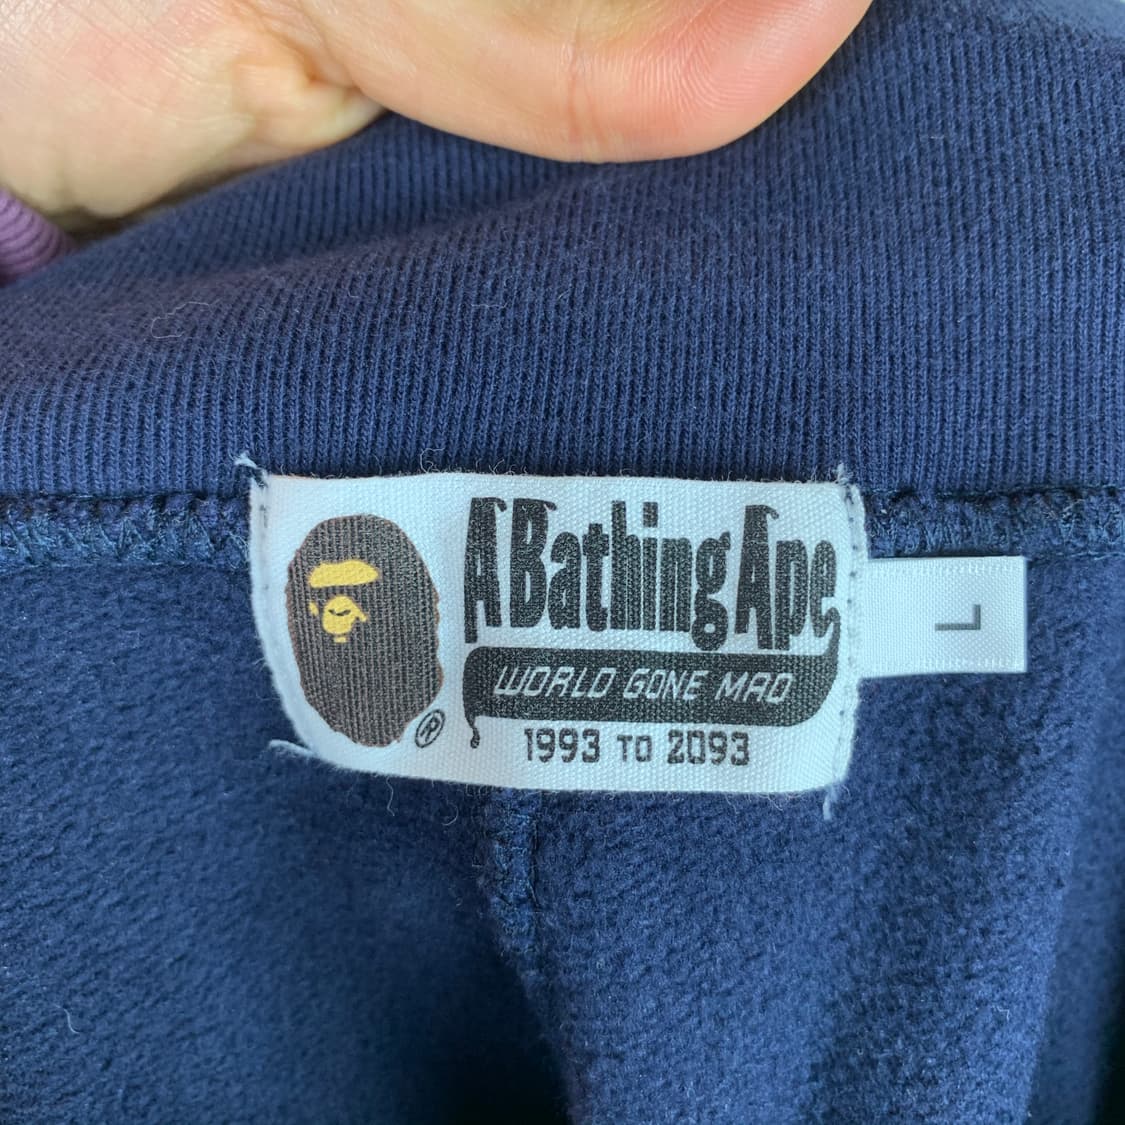 A Bathing Ape
WORLD GONE MAD
1993 TO 2093
®
L